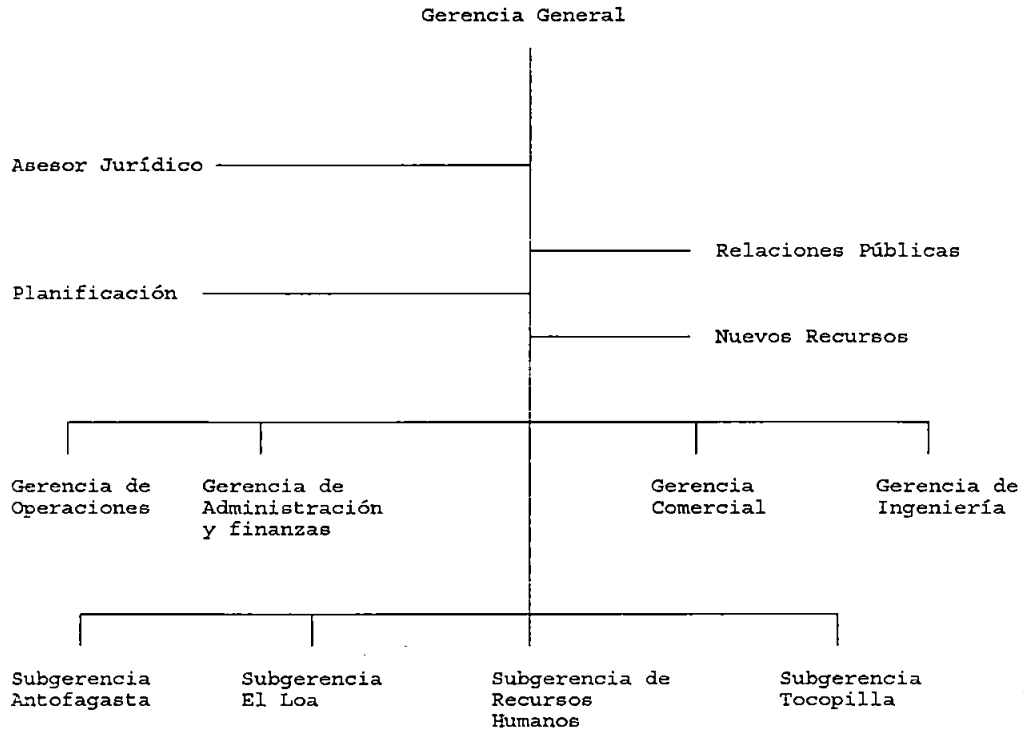 Gerencia General
Asesor Jurídico
Relaciones Públicas
Planificación
Nuevos Recursos
Gerencia de
Operaciones
Gerencia de
Administración
y finanzas
Gerencia
Comercial
Gerencia de
Ingeniería
Subgerencia
Antofagasta
Subgerencia
El Loa
Subgerencia de
Recursos
Humanos
Subgerencia
Tocopilla